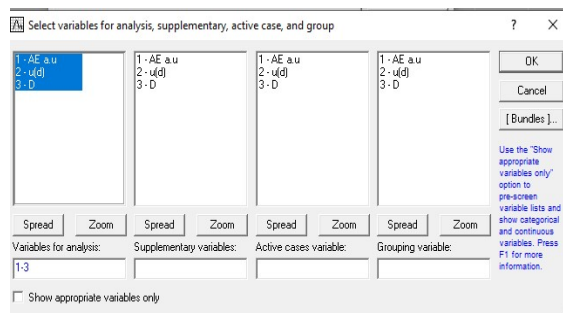 Select variables for analysis, supplementary, active case, and group
? X
1 - AE a.u
2 - u(d)
3 - D
1 - AE a.u
2 - u(d)
3 - D
1 - AE a.u
2 - u(d)
3 - D
1 - AE a.u
2 - u(d)
3 - D
OK
Cancel
[ Bundles ]...
Use the "Show
appropriate
variables only"
option to
pre-screen
variable lists and
show categorical
and continuous
variables. Press
F1 for more
information.
Spread Zoom Spread Zoom Spread Zoom Spread Zoom
Variables for analysis: Supplementary variables: Active cases variable: Grouping variable:
1-3
Show appropriate variables only